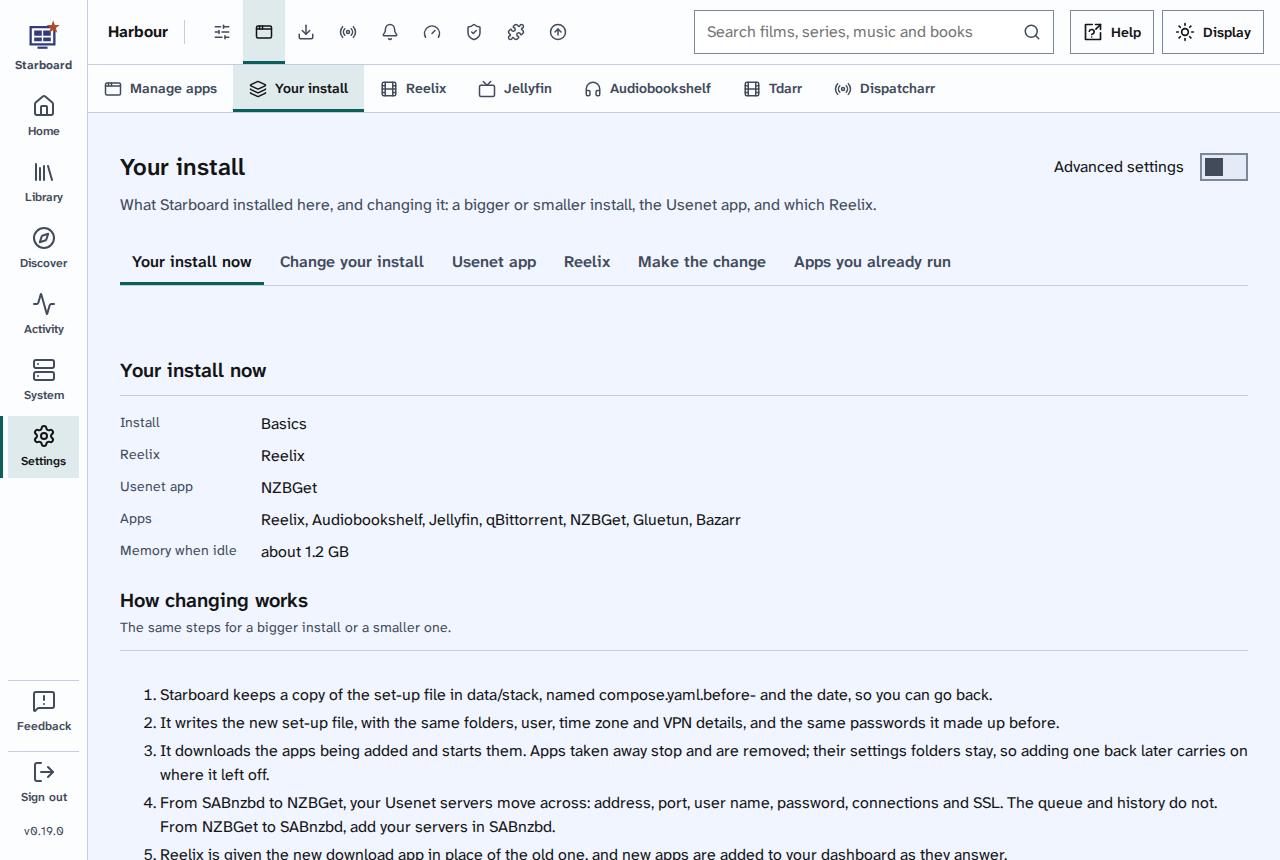 Starboard
Home
Library
Discover
Activity
System
Settings
Feedback
Sign out
v0.19.0
Harbour
Search films, series, music and books
Help
Display
Manage apps
Your install
Reelix
Jellyfin
Audiobookshelf
Tdarr
Dispatcharr
Your install
Advanced settings
What Starboard installed here, and changing it: a bigger or smaller install, the Usenet app, and which Reelix.
Your install now
Change your install
Usenet app
Reelix
Make the change
Apps you already run
Your install now
Install Basics
Reelix Reelix
Usenet app NZBGet
Apps Reelix, Audiobookshelf, Jellyfin, qBittorrent, NZBGet, Gluetun, Bazarr
Memory when idle about 1.2 GB
How changing works
The same steps for a bigger install or a smaller one.
1. Starboard keeps a copy of the set-up file in data/stack, named compose.yaml.before- and the date, so you can go back.
2. It writes the new set-up file, with the same folders, user, time zone and VPN details, and the same passwords it made up before.
3. It downloads the apps being added and starts them. Apps taken away stop and are removed; their settings folders stay, so adding one back later carries on
where it left off.
4. From SABnzbd to NZBGet, your Usenet servers move across: address, port, user name, password, connections and SSL. The queue and history do not.
From NZBGet to SABnzbd, add your servers in SABnzbd.
5. Reelix is given the new download app in place of the old one, and new apps are added to your dashboard as they answer.